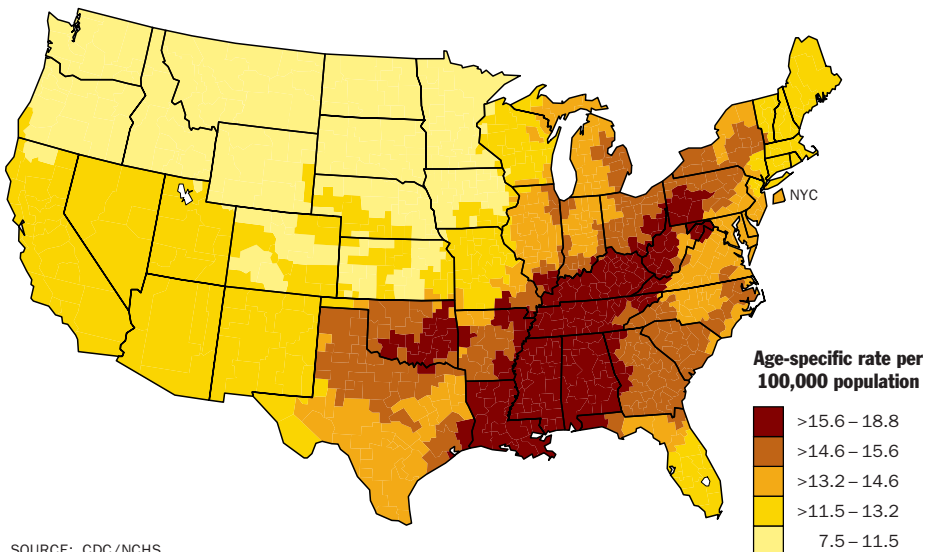 NYC
Age-specific rate per
100,000 population
>15.6 – 18.8
>14.6 – 15.6
>13.2 – 14.6
>11.5 – 13.2
7.5 – 11.5
SOURCE: CDC/NCHS